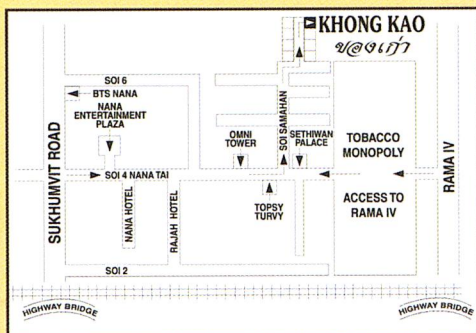 KHONG KAO
ของเก่า
SOI 6
BTS NANA
NANA
ENTERTAINMENT
PLAZA
OMNI
TOWER
SOI SAMAHAN
SETHIWAN
PALACE
TOBACCO
MONOPOLY
SUKHUMVIT ROAD
RAMA IV
SOI 4 NANA TAI
NANA HOTEL
RAJAH HOTEL
TOPSY
TURVY
ACCESS TO
RAMA IV
SOI 2
HIGHWAY BRIDGE
HIGHWAY BRIDGE